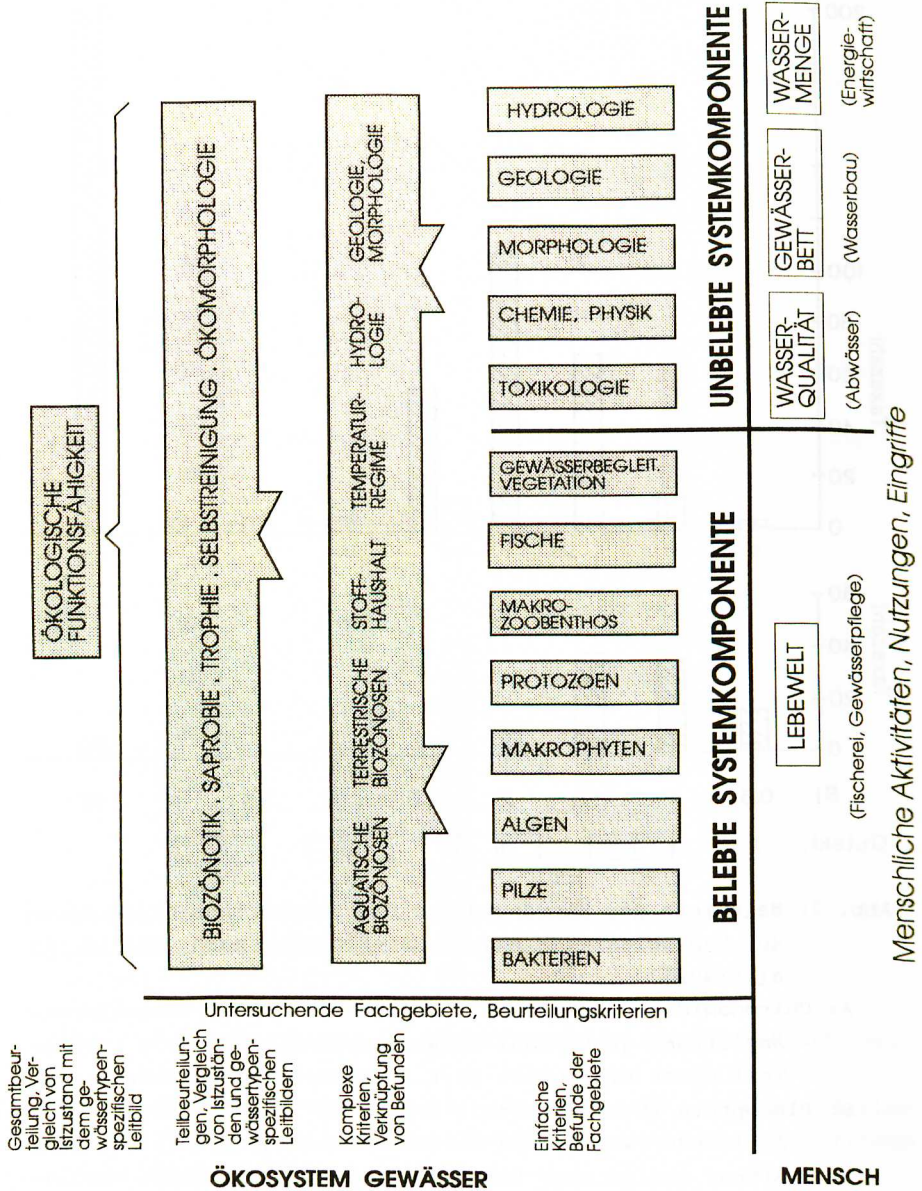 ÖKOLOGISCHE
FUNKTIONSFÄHIGKEIT
Gesamtbeur-
teilung, Ver-
gleich von
Istzustand mit
dem ge-
wässertypen-
spezifischen
Leitbild
BIOZÖNOTIK . SAPROBIE . TROPHIE . SELBSTREINIGUNG . ÖKOMORPHOLOGIE
Teilbeurteilun-
gen, Vergleich
von Istzustän-
den und ge-
wässertypen-
spezifischen
Leitbildern
AQUATISCHE
BIOZÖNOSEN
TERRESTRISCHE
BIOZÖNOSEN
STOFF-
HAUSHALT
TEMPERATUR-
REGIME
HYDRO-
LOGIE
GEOLOGIE,
MORPHOLOGIE
Komplexe
Kriterien,
Verknüpfung
von Befunden
Einfache
Kriterien,
Befunde der
Fachgebiete
Untersuchende Fachgebiete, Beurteilungskriterien
BAKTERIEN
PILZE
ALGEN
MAKROPHYTEN
PROTOZOEN
MAKRO-
ZOOBENTHOS
FISCHE
GEWÄSSERBEGLEIT.
VEGETATION
TOXIKOLOGIE
CHEMIE, PHYSIK
MORPHOLOGIE
GEOLOGIE
HYDROLOGIE
ÖKOSYSTEM GEWÄSSER
BELEBTE SYSTEMKOMPONENTE
UNBELEBTE SYSTEMKOMPONENTE
MENSCH
LEBEWELT
(Fischerei, Gewässerpflege)
WASSER-
QUALITÄT
(Abwässer)
GEWÄSSER-
BETT
(Wasserbau)
WASSER-
MENGE
(Energie-
wirtschaft)
Menschliche Aktivitäten, Nutzungen, Eingriffe